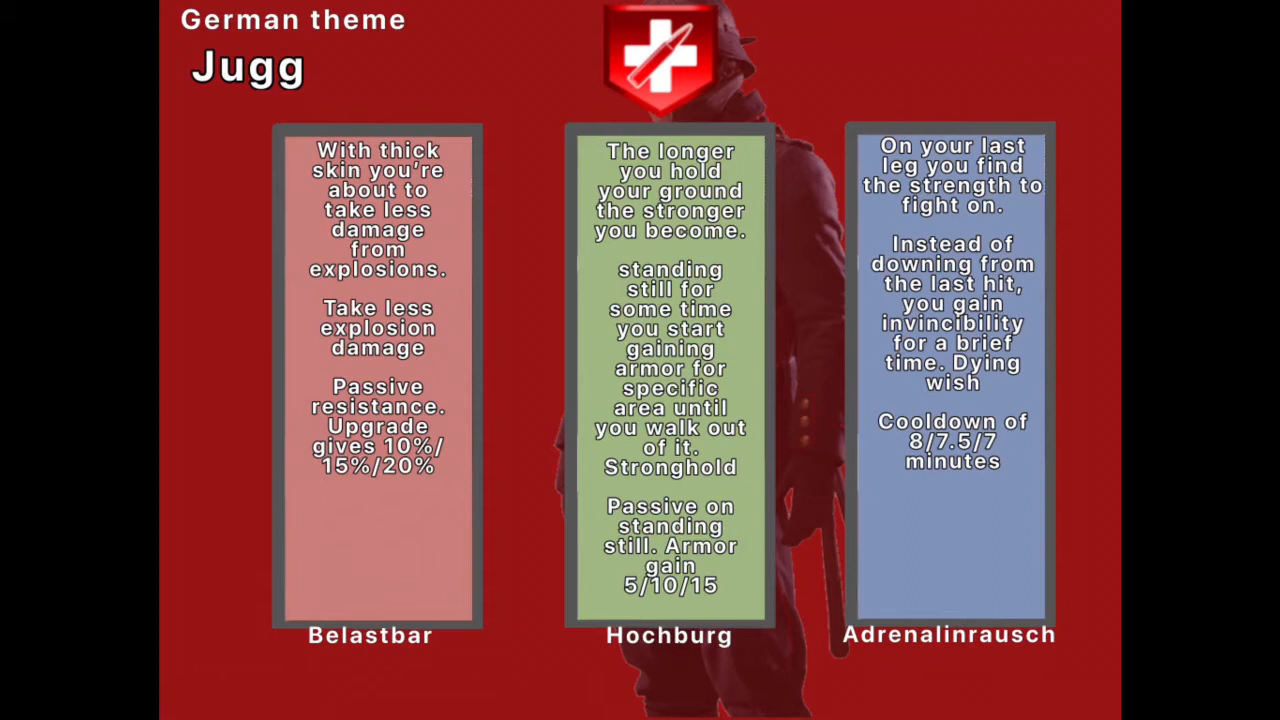 German theme
Jugg
With thick
skin you're
about to
take less
damage
from
explosions.
Take less
explosion
damage
Passive
resistance.
Upgrade
gives 10%/
15%/20%
Belastbar
The longer
you hold
your ground
the stronger
you become.
standing
still for
some time
you start
gaining
armor for
specific
area until
you walk out
of it.
Stronghold
Passive on
standing
still. Armor
gain
5/10/15
Hochburg
On your last
leg you find
the strength to
fight on.
Instead of
downing from
the last hit,
you gain
invincibility
for a brief
time. Dying
wish
Cooldown of
8/7.5/7
minutes
Adrenalinrausch